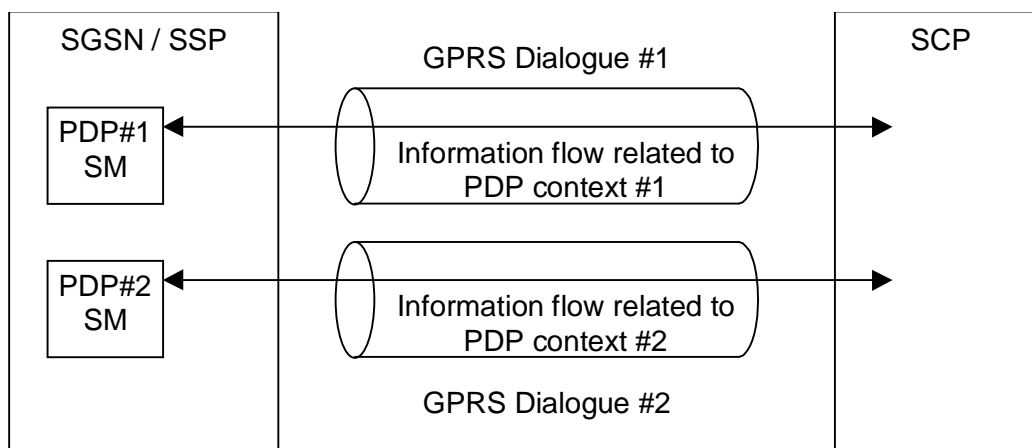 SGSN / SSP
SCP
GPRS Dialogue #1
PDP#1
SM
Information flow related to
PDP context #1
PDP#2
SM
Information flow related to
PDP context #2
GPRS Dialogue #2